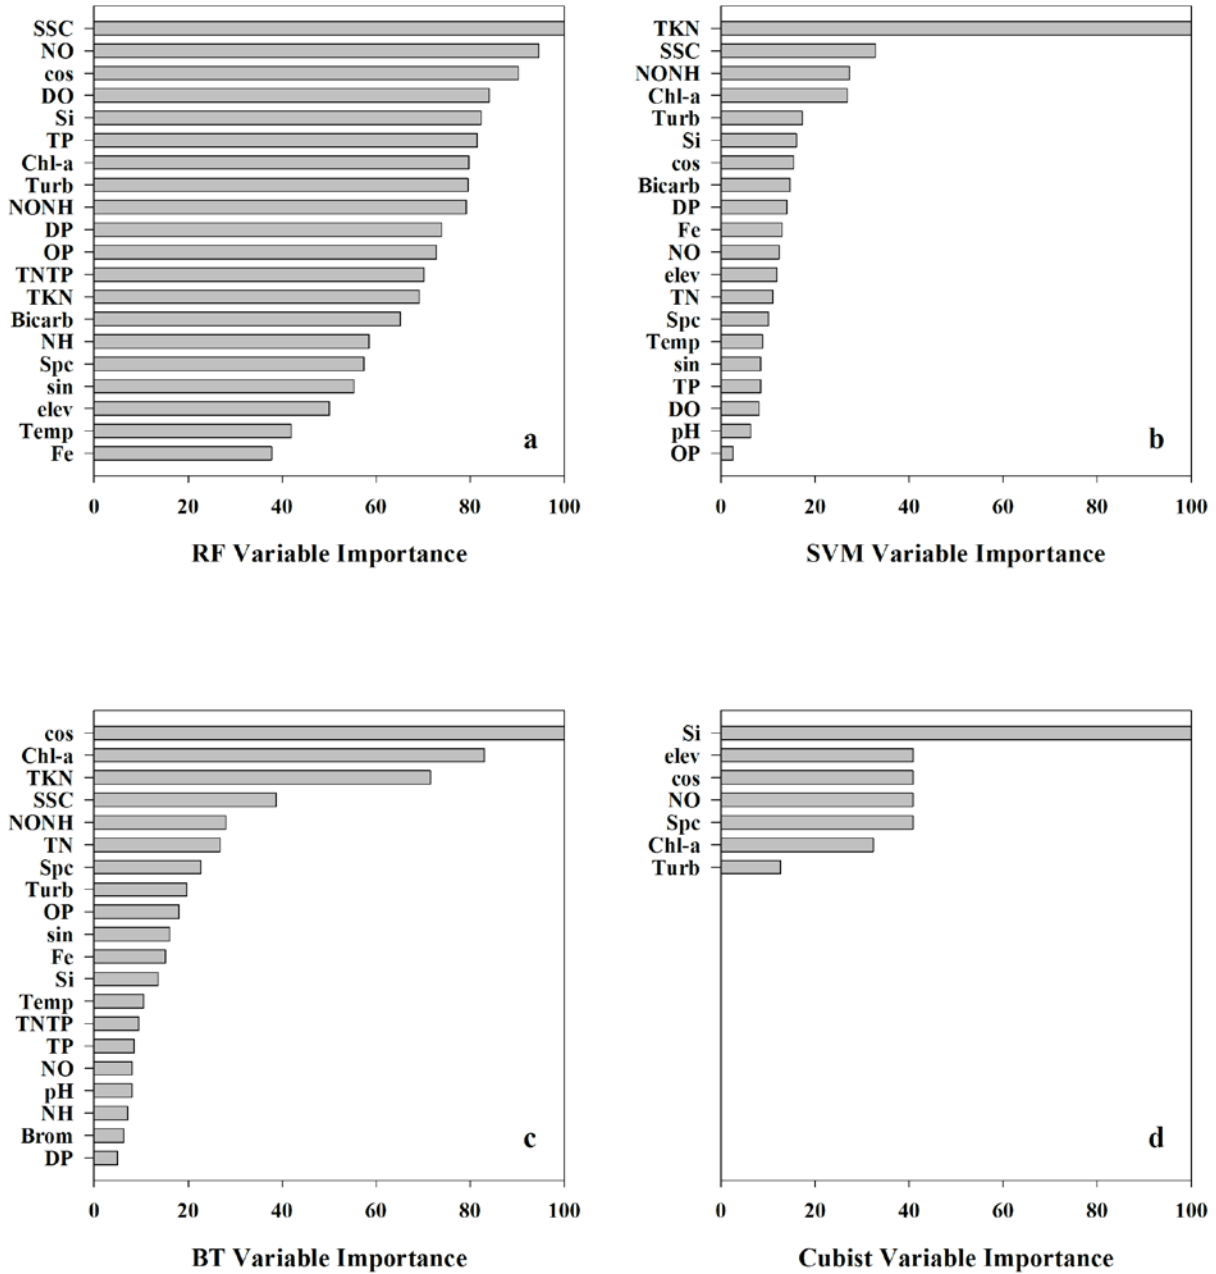 SSC
NO
cos
DO
Si
TP
Chl-a
Turb
NONH
DP
OP
TNTP
TKN
Bicarb
NH
Spc
sin
elev
Temp
Fe
a
0 20 40 60 80 100
RF Variable Importance
TKN
SSC
NONH
Chl-a
Turb
Si
cos
Bicarb
DP
Fe
NO
elev
TN
Spc
Temp
sin
TP
DO
pH
OP
b
0 20 40 60 80 100
SVM Variable Importance
cos
Chl-a
TKN
SSC
NONH
TN
Spc
Turb
OP
sin
Fe
Si
Temp
TNTP
TP
NO
pH
NH
Brom
DP
c
0 20 40 60 80 100
BT Variable Importance
Si
elev
cos
NO
Spc
Chl-a
Turb
d
0 20 40 60 80 100
Cubist Variable Importance